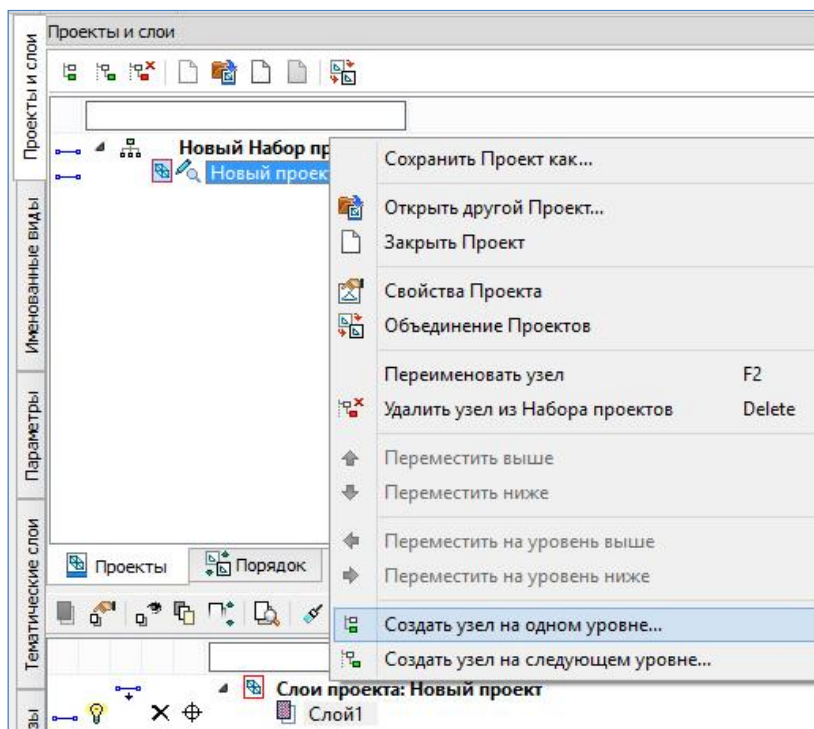 Проекты и слои
Проекты и слои
Именованные виды
Параметры
Тематические слои
Новый Набор
Новый
Сохранить Проект как...
Открыть другой Проект...
Закрыть Проект
Свойства Проекта
Объединение Проектов
Переименовать узел F2
Удалить узел из Набора проектов Delete
Переместить выше
Переместить ниже
Переместить на уровень выше
Переместить на уровень ниже
Создать узел на одном уровне...
Создать узел на следующем уровне...
Проекты
Порядок
Слои проекта: Новый проект
Слой1